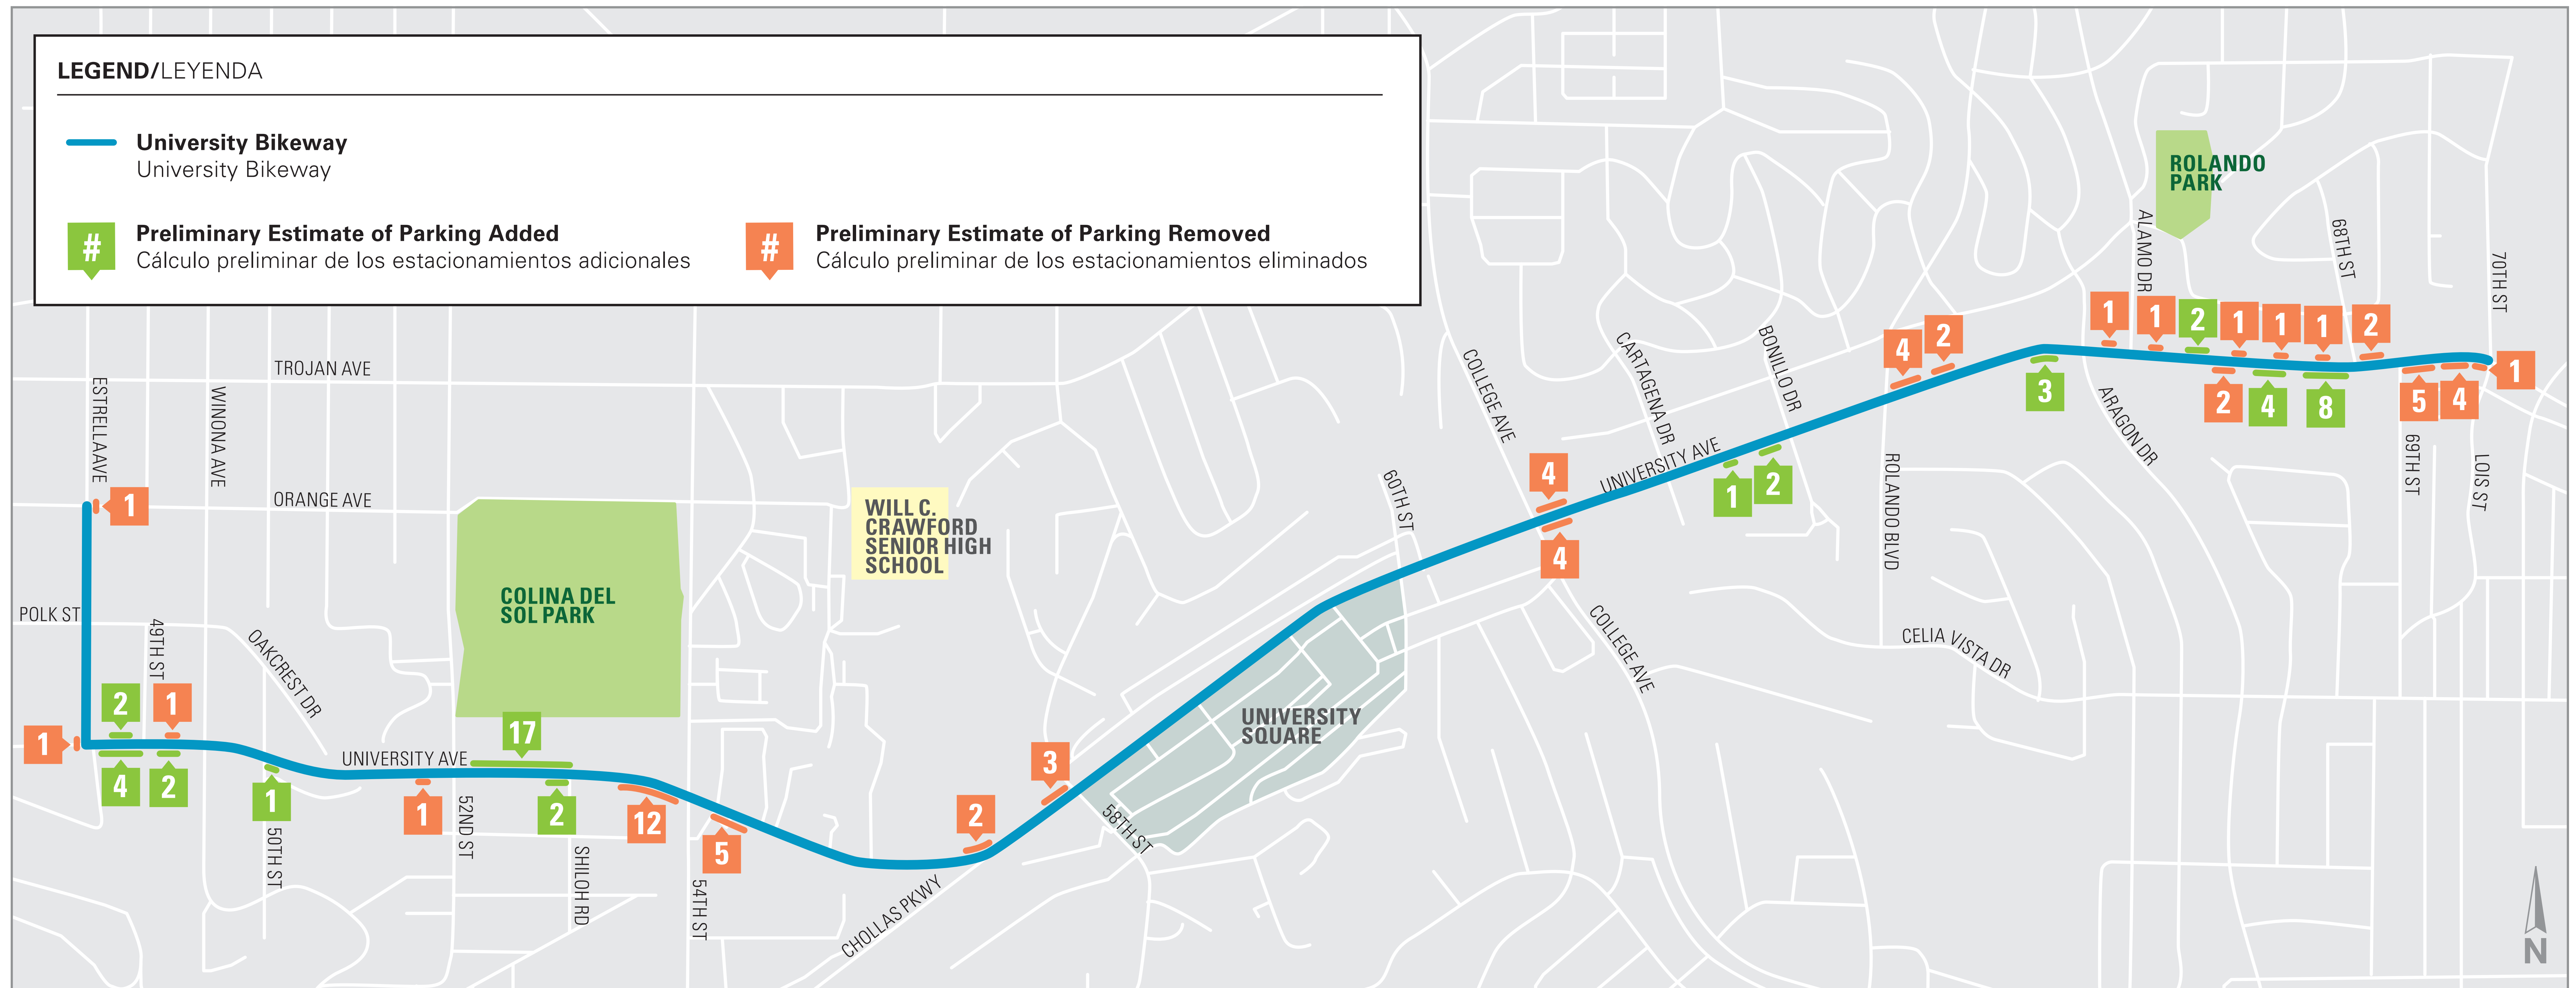 LEGEND/LEYENDA
University Bikeway
University Bikeway
#
Preliminary Estimate of Parking Added
Cálculo preliminar de los estacionamientos adicionales
#
Preliminary Estimate of Parking Removed
Cálculo preliminar de los estacionamientos eliminados
ROLANDO
PARK
ALAMO DR
68TH ST
70TH ST
1
1
2
1
1
1
2
1
4
2
3
2
4
8
5
4
TROJAN AVE
ESTRELLA AVE
WINONA AVE
ORANGE AVE
1
COLLEGE AVE
CARTAGENA DR
BONILLO DR
UNIVERSITY AVE
ARAGON DR
ROLANDO BLVD
69TH ST
LOIS ST
60TH ST
4
4
1
2
WILL C.
CRAWFORD
SENIOR HIGH
SCHOOL
COLINA DEL
SOL PARK
POLK ST
49TH ST
OAKCREST DR
COLLEGE AVE
CELIA VISTA DR
2
1
1
4
2
1
UNIVERSITY AVE
17
1
2
12
5
2
3
UNIVERSITY
SQUARE
58TH ST
50TH ST
52ND ST
SHILOH RD
54TH ST
CHOLLAS PKWY
N